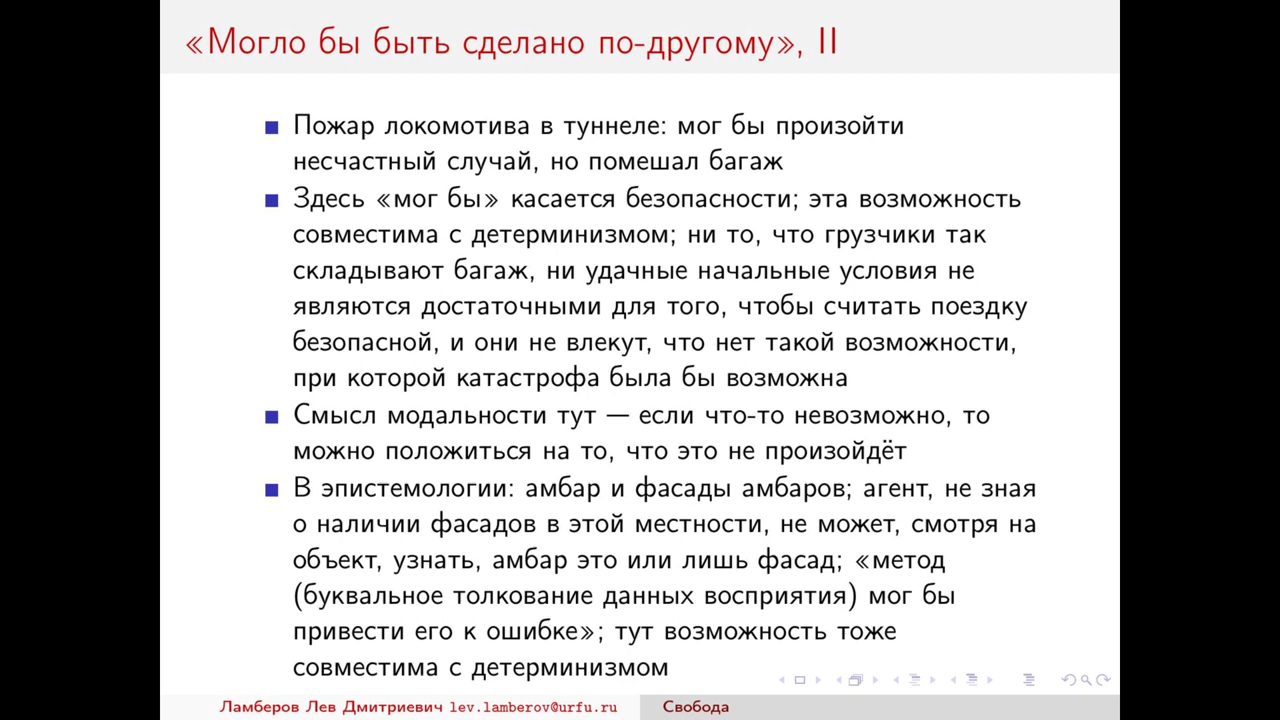 «Могло бы быть сделано по-другому», II
Пожар локомотива в туннеле: мог бы произойти
несчастный случай, но помешал багаж
Здесь «мог бы» касается безопасности; эта возможность
совместима с детерминизмом; ни то, что грузчики так
складывают багаж, ни удачные начальные условия не
являются достаточными для того, чтобы считать поездку
безопасной, и они не влекут, что нет такой возможности,
при которой катастрофа была бы возможна
Смысл модальности тут — если что-то невозможно, то
можно положиться на то, что это не произойдёт
В эпистемологии: амбар и фасады амбаров; агент, не зная
о наличии фасадов в этой местности, не может, смотря на
объект, узнать, амбар это или лишь фасад; «метод
(буквальное толкование данных восприятия) мог бы
привести его к ошибке»; тут возможность тоже
совместима с детерминизмом
Ламберов Лев Дмитриевич lev.lamberov@urfu.ru
Свобода